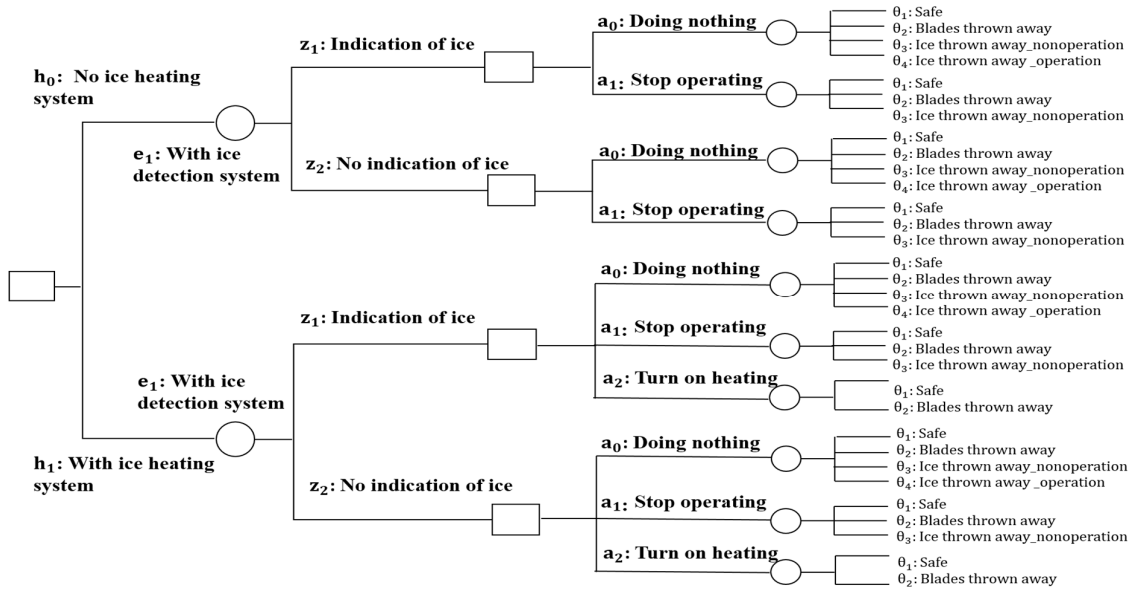 h₀: No ice heating
system
e₁: With ice
detection system
z₁: Indication of ice
a₀: Doing nothing
θ₁: Safe
θ₂: Blades thrown away
θ₃: Ice thrown away_nonoperation
θ₄: Ice thrown away _operation
a₁: Stop operating
θ₁: Safe
θ₂: Blades thrown away
θ₃: Ice thrown away_nonoperation
z₂: No indication of ice
a₀: Doing nothing
θ₁: Safe
θ₂: Blades thrown away
θ₃: Ice thrown away_nonoperation
θ₄: Ice thrown away _operation
a₁: Stop operating
θ₁: Safe
θ₂: Blades thrown away
θ₃: Ice thrown away_nonoperation
h₁: With ice heating
system
e₁: With ice
detection system
z₁: Indication of ice
a₀: Doing nothing
θ₁: Safe
θ₂: Blades thrown away
θ₃: Ice thrown away_nonoperation
θ₄: Ice thrown away _operation
a₁: Stop operating
θ₁: Safe
θ₂: Blades thrown away
θ₃: Ice thrown away_nonoperation
a₂: Turn on heating
θ₁: Safe
θ₂: Blades thrown away
z₂: No indication of ice
a₀: Doing nothing
θ₁: Safe
θ₂: Blades thrown away
θ₃: Ice thrown away_nonoperation
θ₄: Ice thrown away _operation
a₁: Stop operating
θ₁: Safe
θ₂: Blades thrown away
θ₃: Ice thrown away_nonoperation
a₂: Turn on heating
θ₁: Safe
θ₂: Blades thrown away